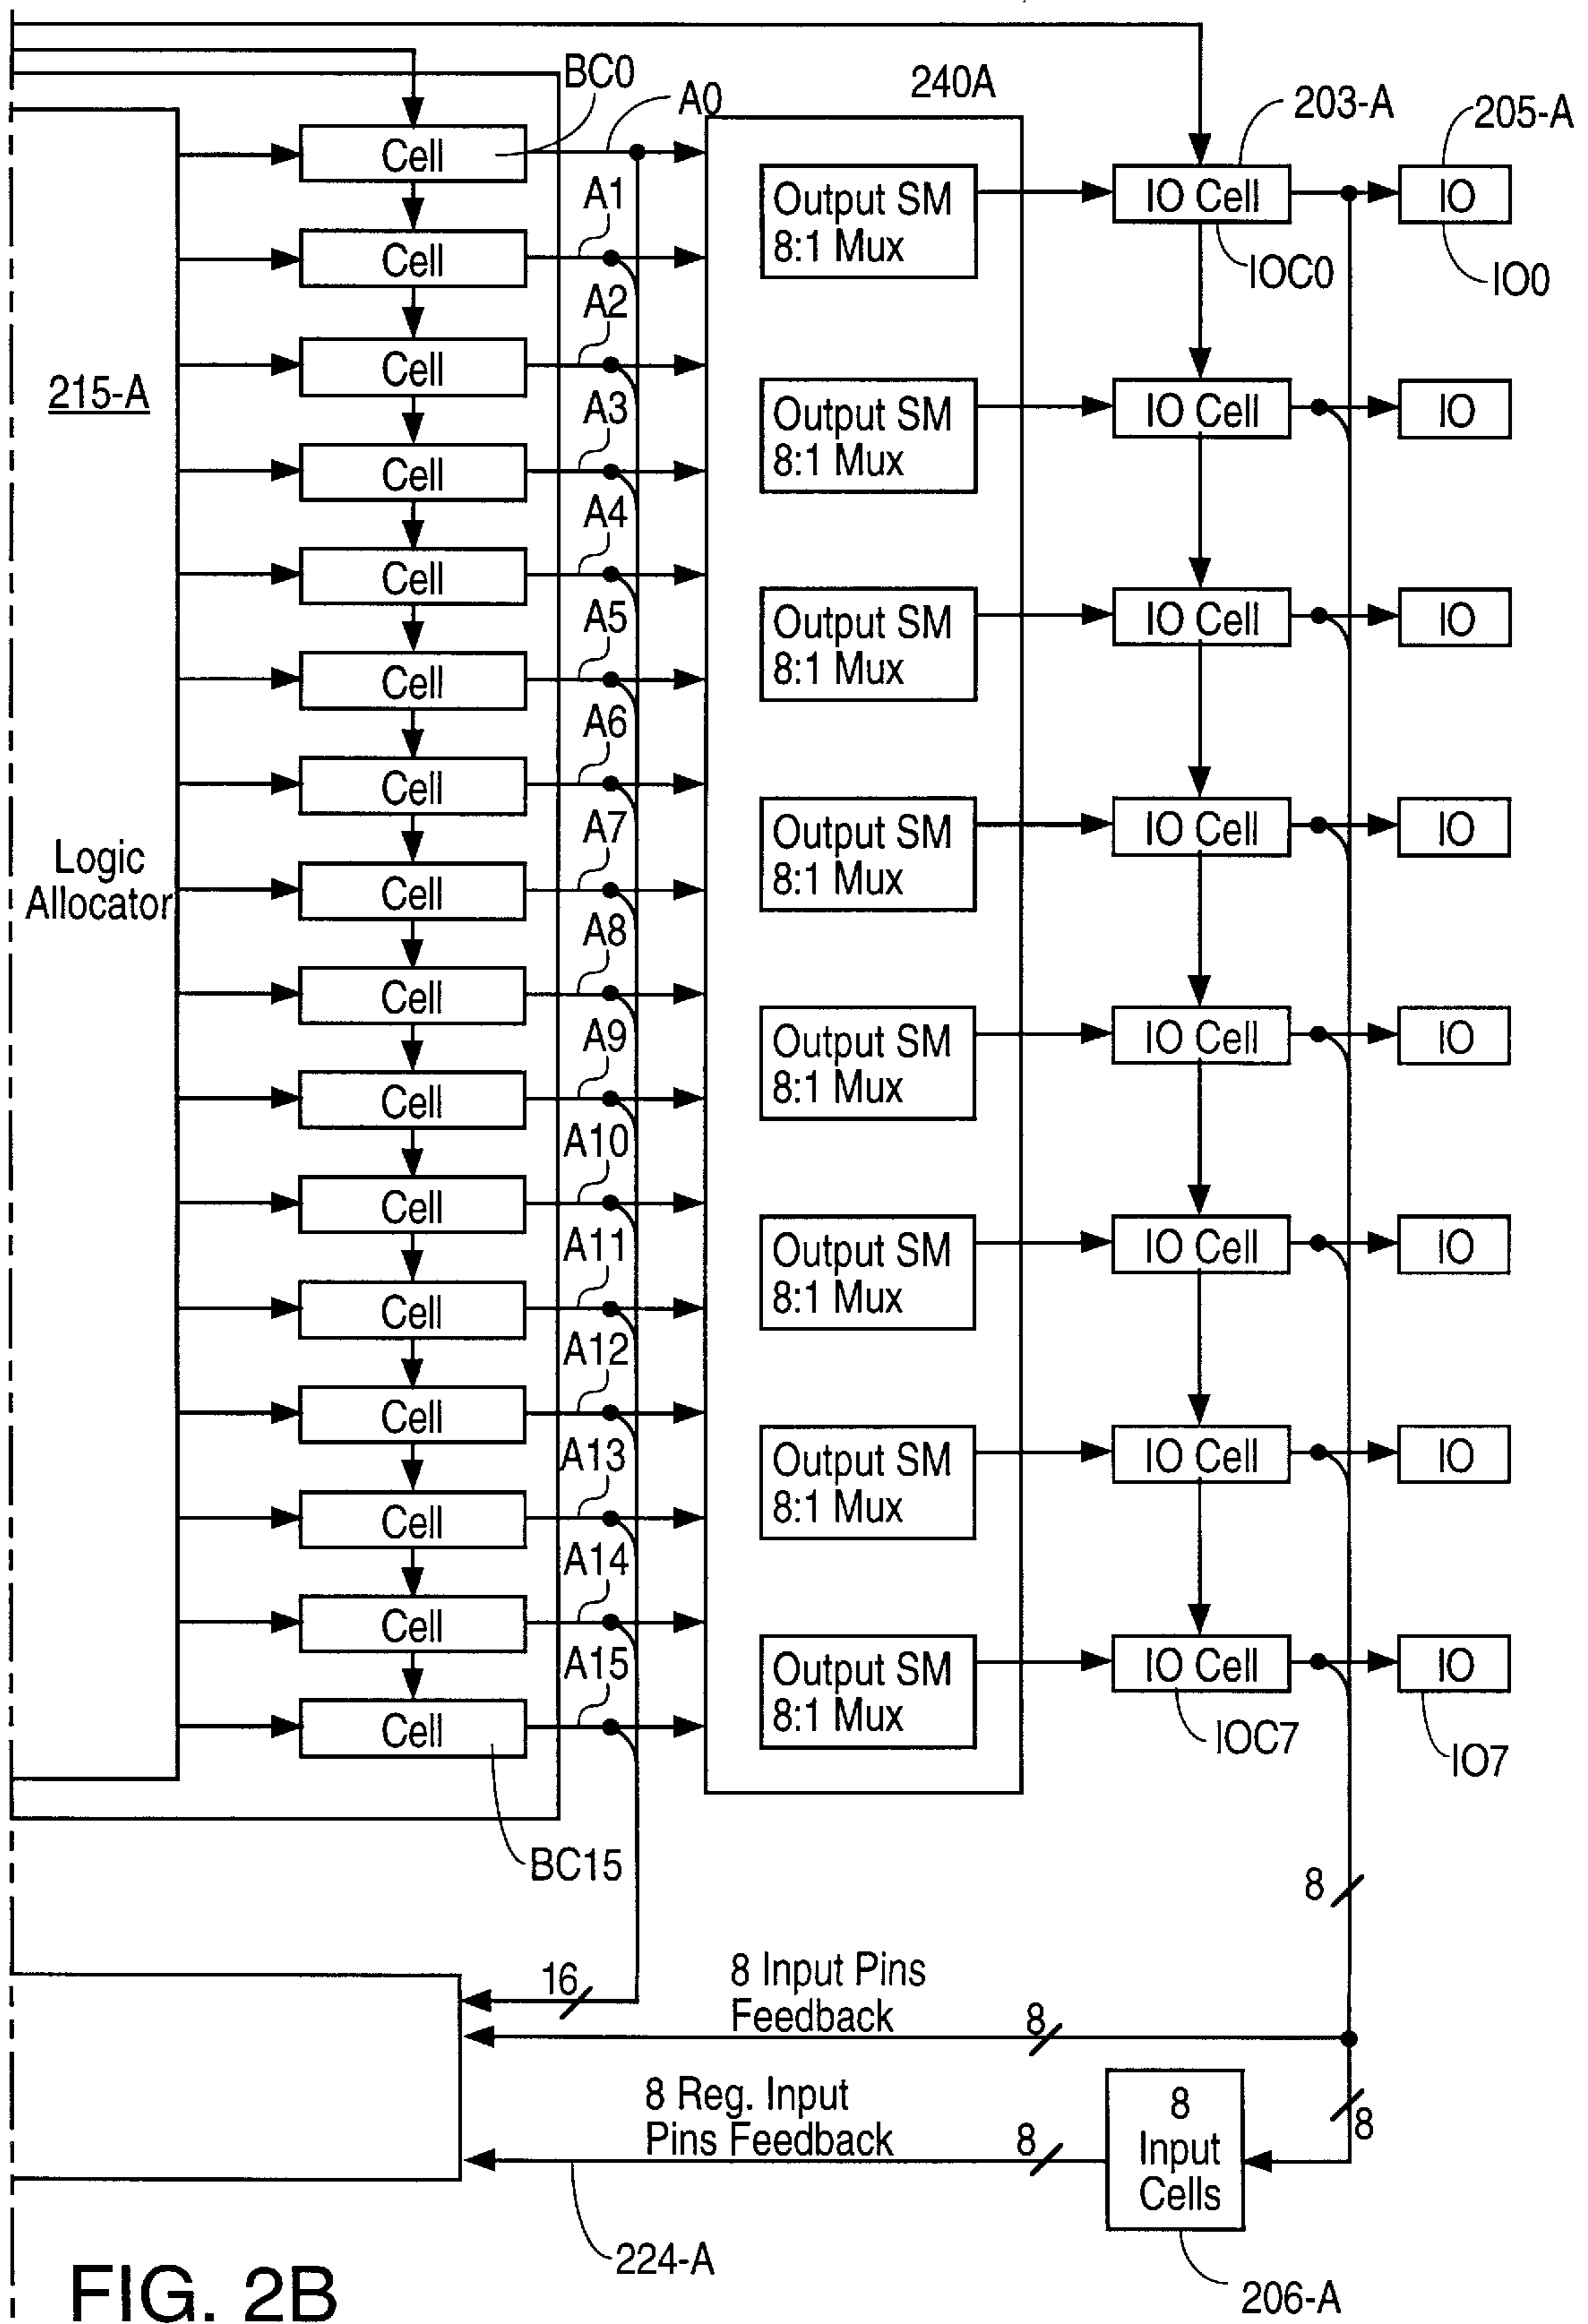 BC0
A0
240A
203-A
205-A
Cell
Output SM
8:1 Mux
IO Cell
IO
IOC0
IO0
A1
Cell
A2
Cell
215-A
A3
Output SM
8:1 Mux
IO Cell
IO
Cell
A4
Cell
A5
Output SM
8:1 Mux
IO Cell
IO
Cell
A6
Cell
A7
Output SM
8:1 Mux
IO Cell
IO
Logic
Allocator
Cell
A8
Cell
A9
Output SM
8:1 Mux
IO Cell
IO
Cell
A10
Cell
A11
Output SM
8:1 Mux
IO Cell
IO
Cell
A12
Cell
A13
Output SM
8:1 Mux
IO Cell
IO
Cell
A14
Cell
A15
Output SM
8:1 Mux
IO Cell
IO
Cell
IOC7
IO7
BC15
8
16
8 Input Pins
Feedback
8
8 Reg. Input
Pins Feedback
8
8
Input
Cells
8
224-A
206-A
FIG. 2B